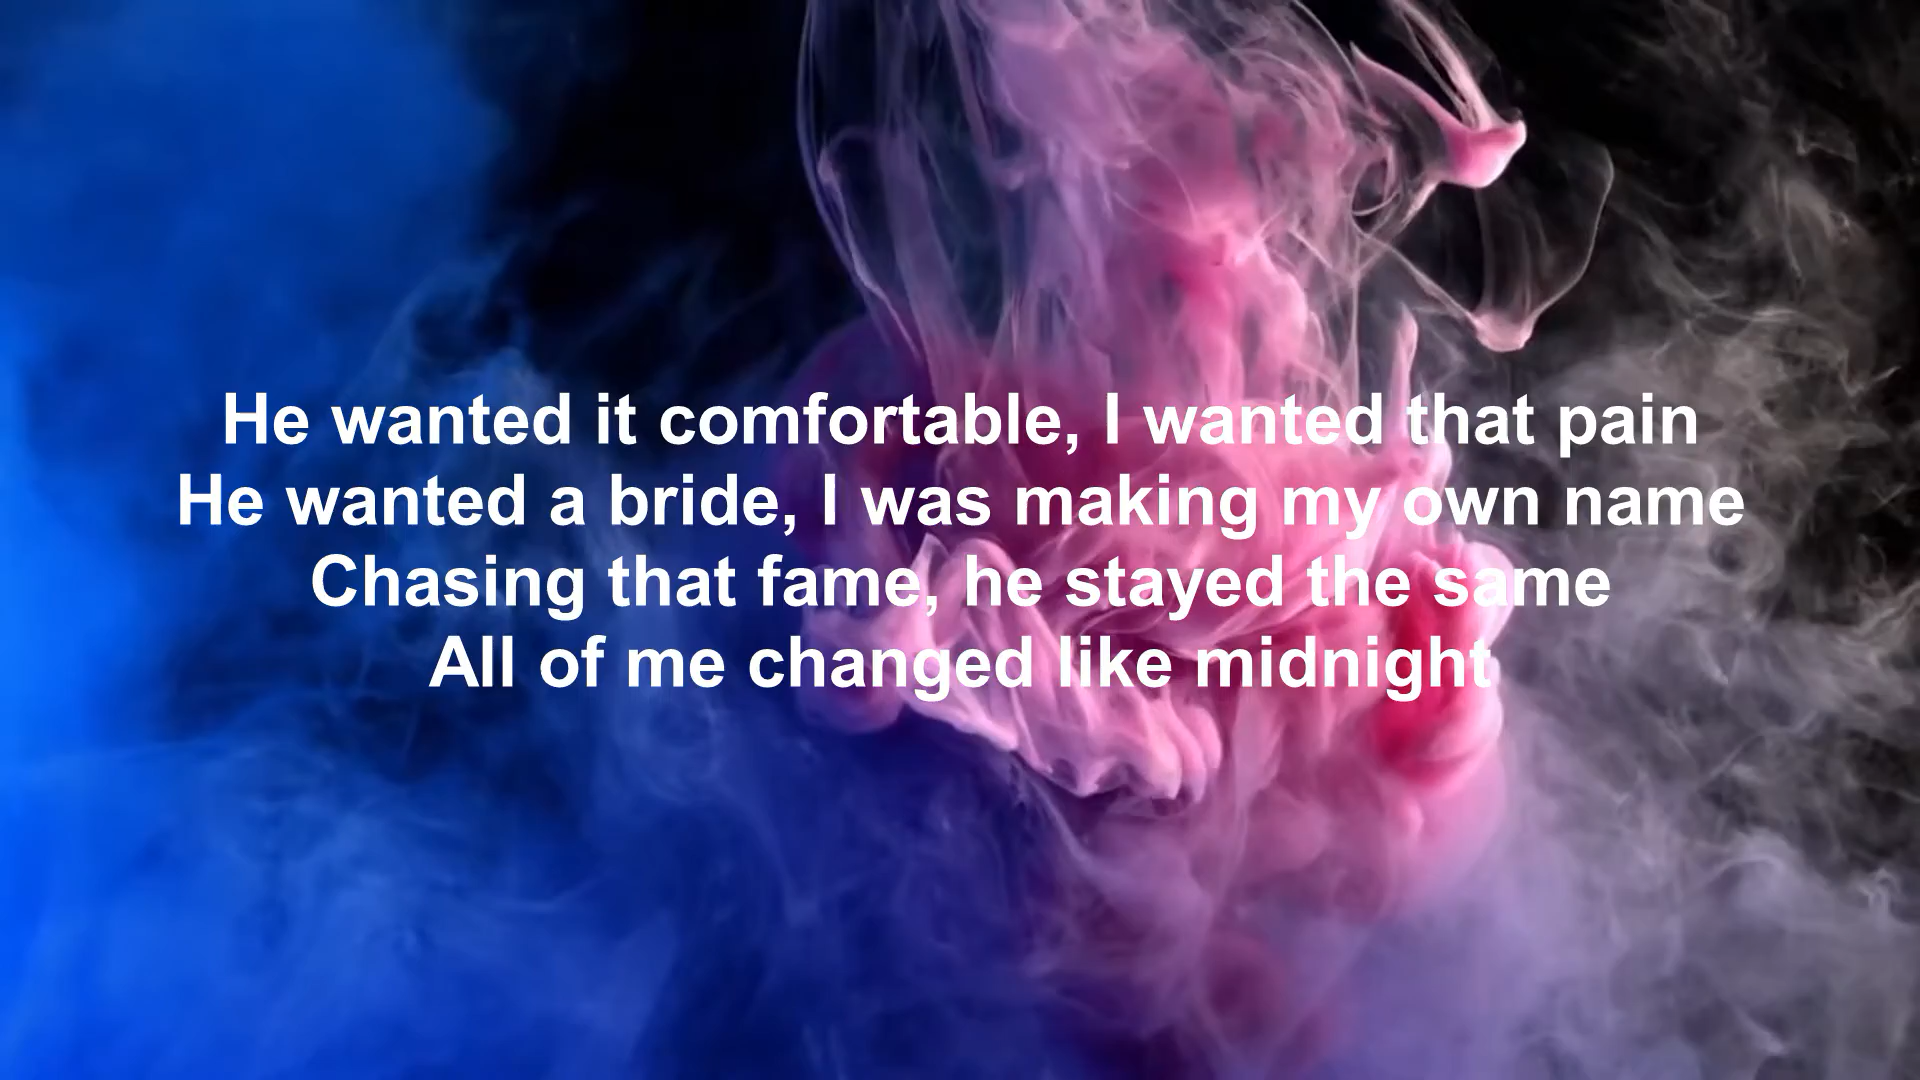 He wanted it comfortable, I wanted that pain
He wanted a bride, I was making my own name
Chasing that fame, he stayed the same
All of me changed like midnight